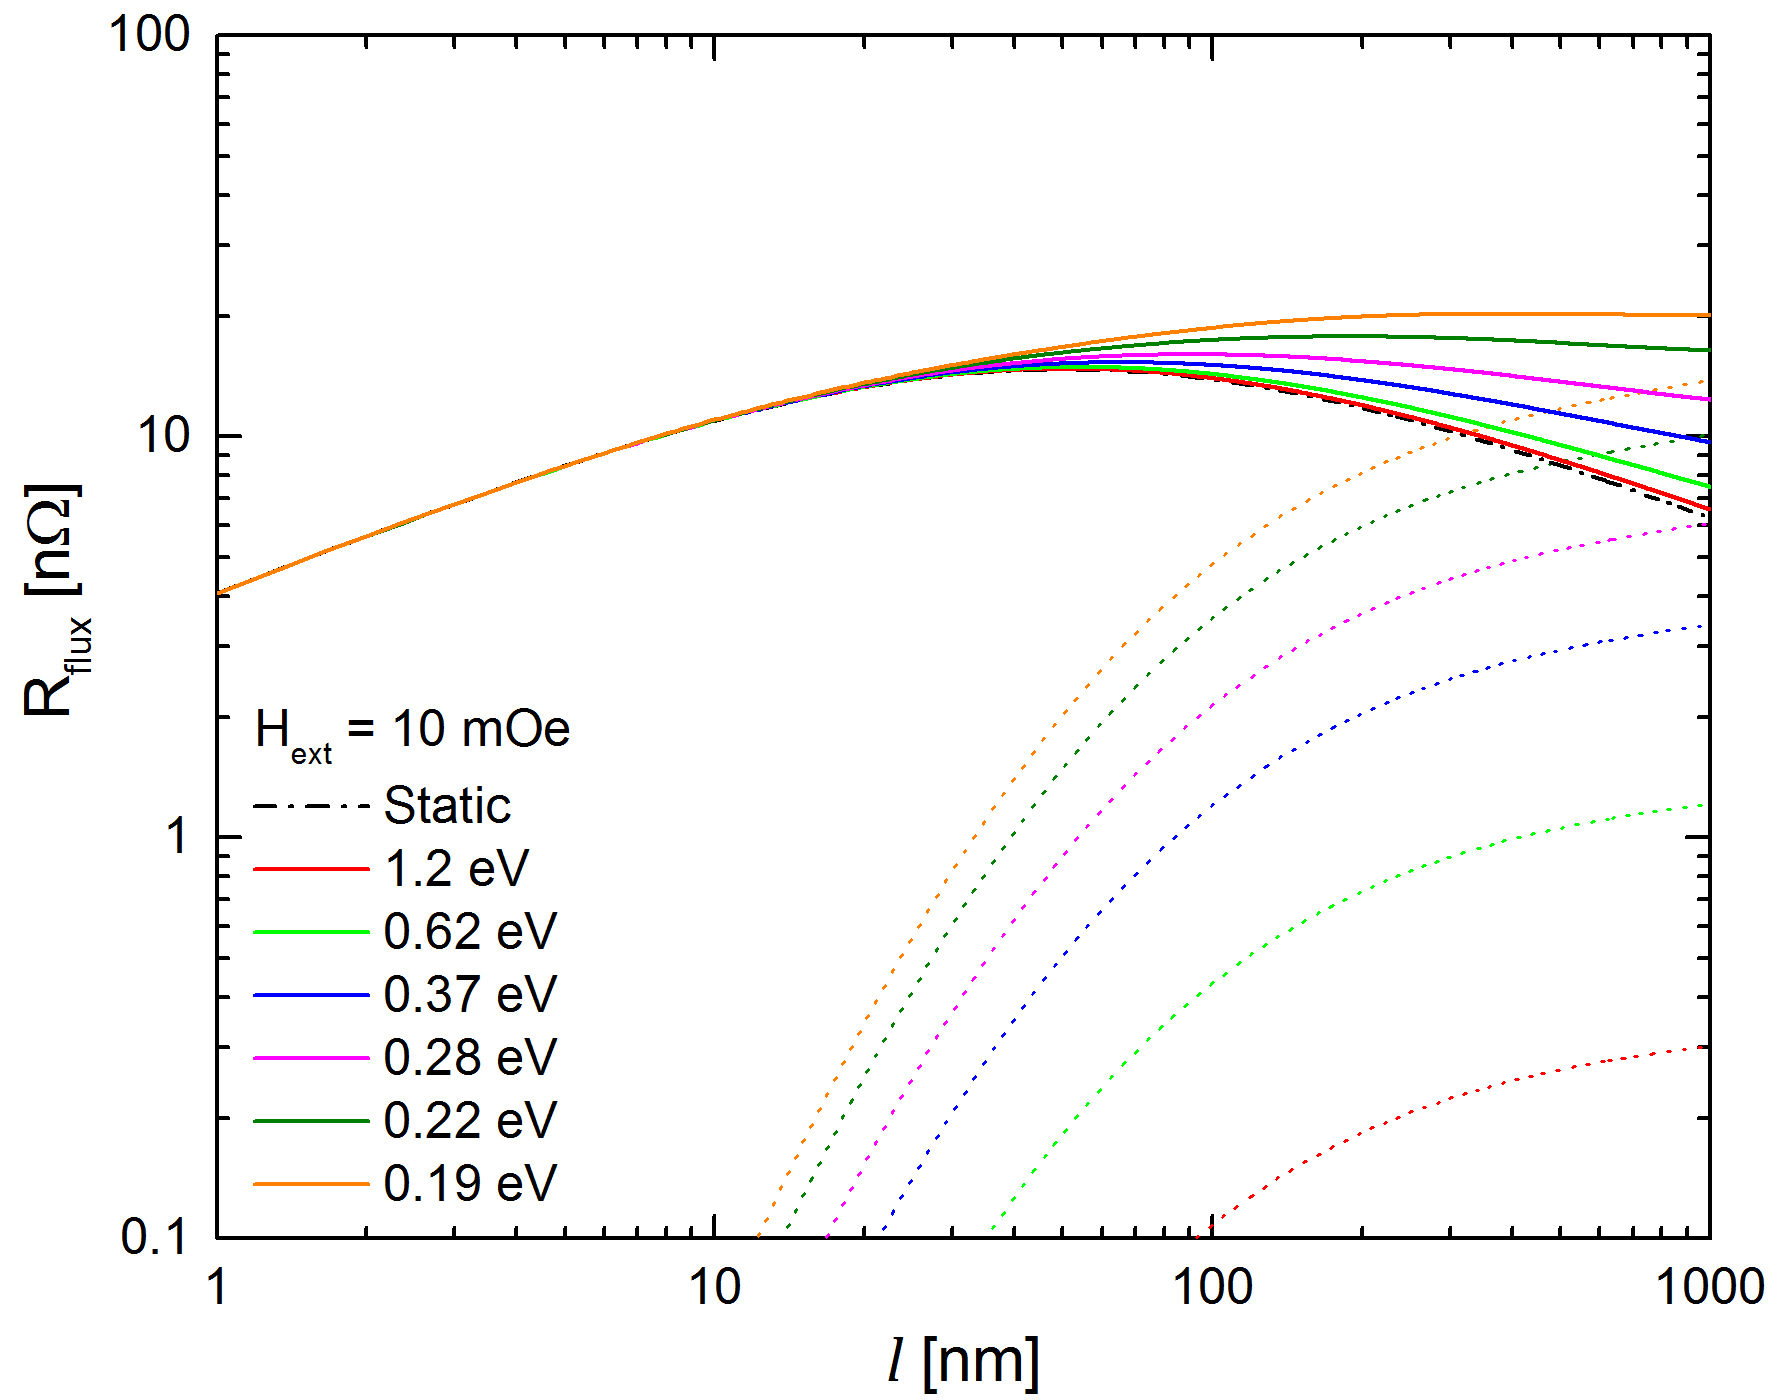 100
10
1
0.1
R_flux [nΩ]
H_ext = 10 mOe
Static
1.2 eV
0.62 eV
0.37 eV
0.28 eV
0.22 eV
0.19 eV
1 10 100 1000
l [nm]